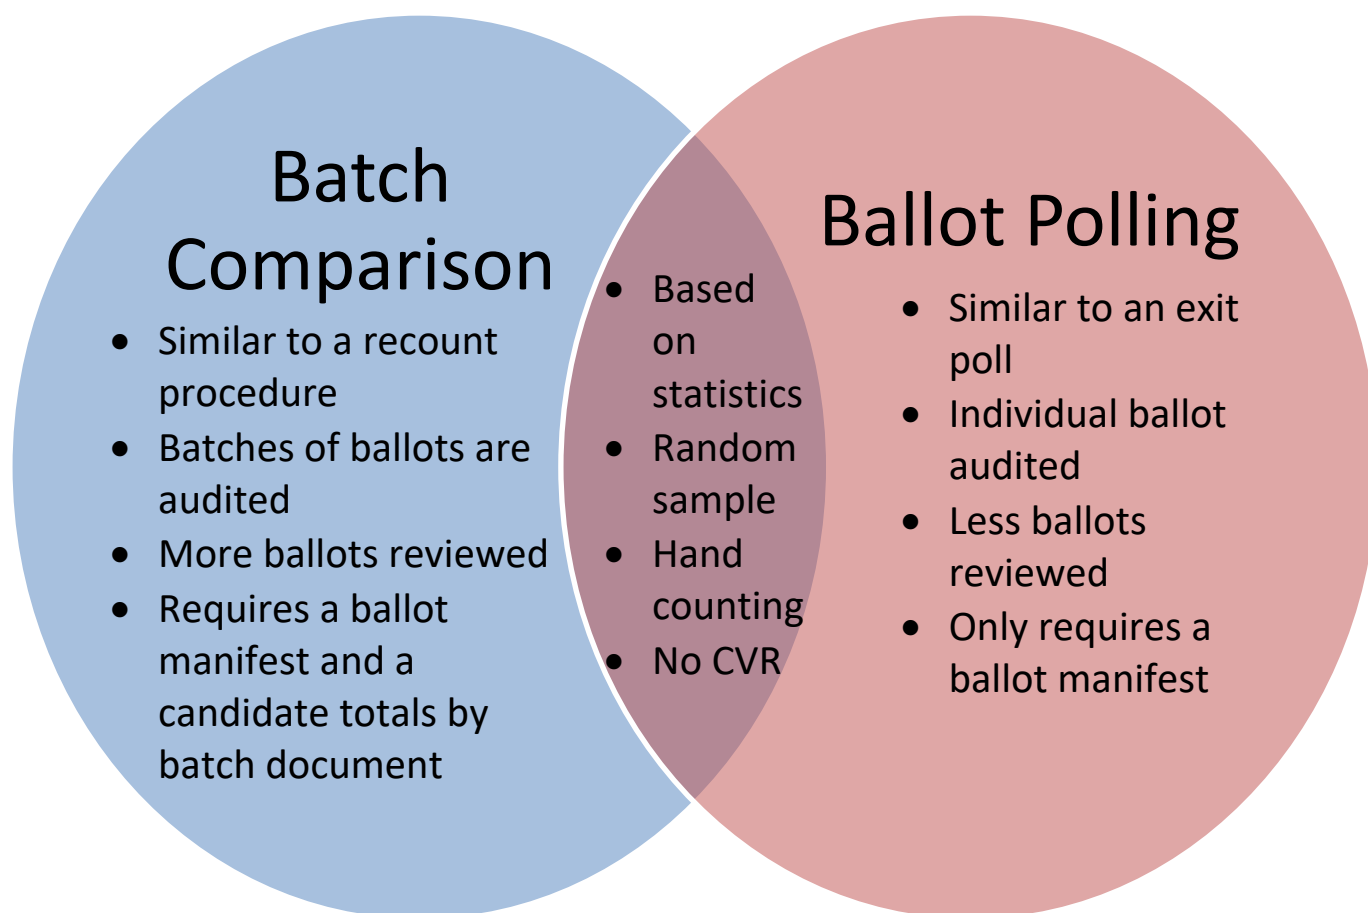 Batch
Comparison
• Similar to a recount
procedure
• Batches of ballots are
audited
• More ballots reviewed
• Requires a ballot
manifest and a
candidate totals by
batch document
• Based
on
statistics
• Random
sample
• Hand
counting
• No CVR
Ballot Polling
• Similar to an exit
poll
• Individual ballot
audited
• Less ballots
reviewed
• Only requires a
ballot manifest